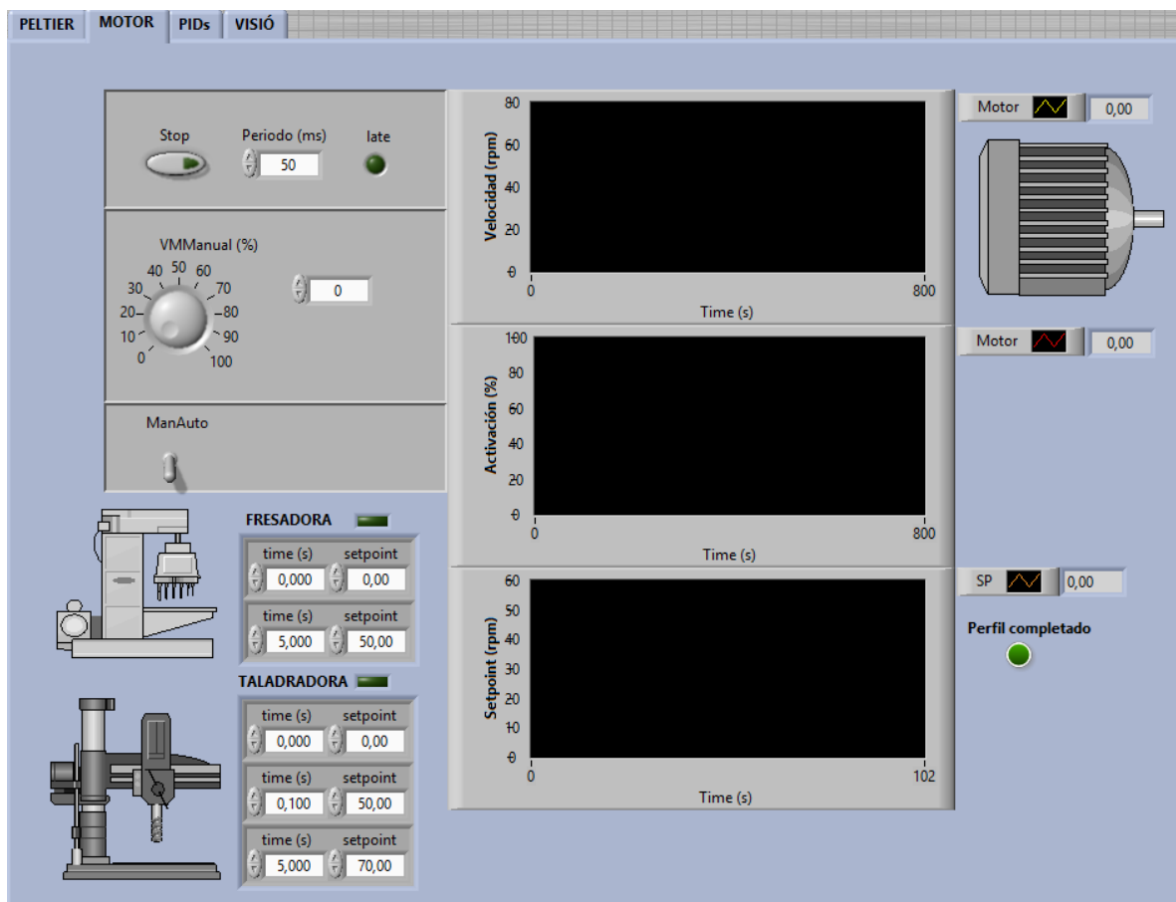 PELTIER MOTOR PIDs VISIÓ
Stop Periodo (ms) late
50
VMManual (%)
0 10 20 30 40 50 60 70 80 90 100
0
ManAuto
Velocidad (rpm)
80
60
40
20
0
0 800
Time (s)
Motor 0,00
Activación (%)
100
80
60
40
20
0
0 800
Time (s)
Motor 0,00
Setpoint (rpm)
60
50
40
30
20
10
0
0 102
Time (s)
SP 0,00
Perfil completado
FRESADORA
time (s) setpoint
0,000 0,00
time (s) setpoint
5,000 50,00
TALADRADORA
time (s) setpoint
0,000 0,00
time (s) setpoint
0,100 50,00
time (s) setpoint
5,000 70,00